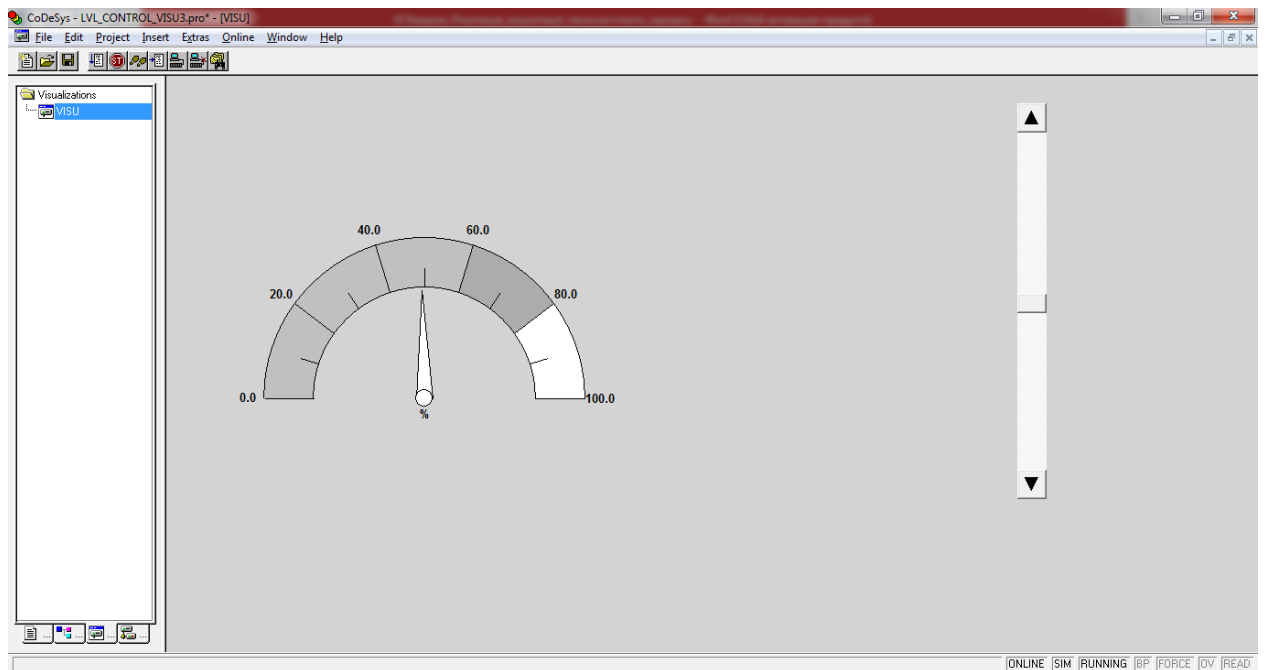 CoDeSys - LVL_CONTROL_VISU3.pro* - [VISU]
File Edit Project Insert Extras Online Window Help
Visualizations
VISU
40.0 60.0
20.0 80.0
0.0 100.0
%
... ... ... ...
ONLINE SIM RUNNING BP FORCE OV READ